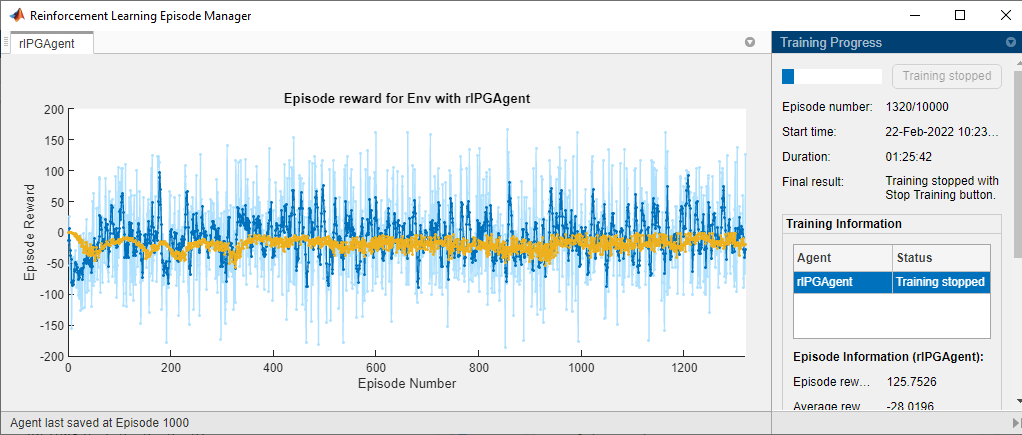 Reinforcement Learning Episode Manager
rlPGAgent
Episode reward for Env with rlPGAgent
200
150
100
50
0
-50
-100
-150
-200
Episode Reward
0
200
400
600
800
1000
1200
Episode Number
Training Progress
Training stopped
Episode number: 1320/10000
Start time: 22-Feb-2022 10:23...
Duration: 01:25:42
Final result: Training stopped with
Stop Training button.
Training Information
Agent Status
rlPGAgent Training stopped
Episode Information (rlPGAgent):
Episode rew... 125.7526
Average rew -28.0196
Agent last saved at Episode 1000